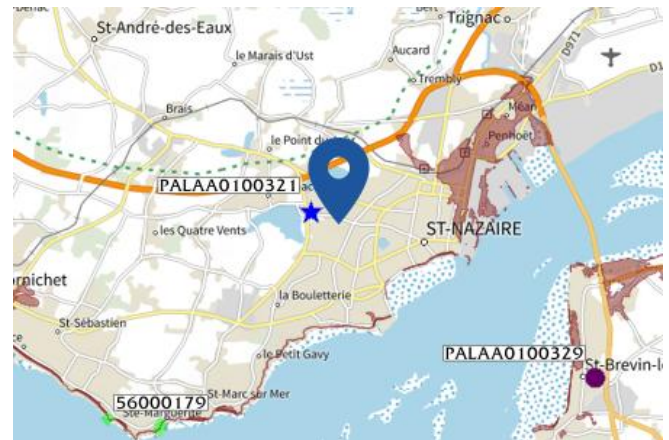 St-André-des-Eaux
Trignac
le Marais d'Ust
Aucard
D971
Trembly
Brais
Méan
Penhoët
PALAA0100321
les Quatre Vents
ST-NAZAIRE
la Bouletterie
St-Sébastien
le Petit Gavy
PALAA0100329
St-Brevin-le
St-Marc sur Mer
56000179
Ste-Marguerite